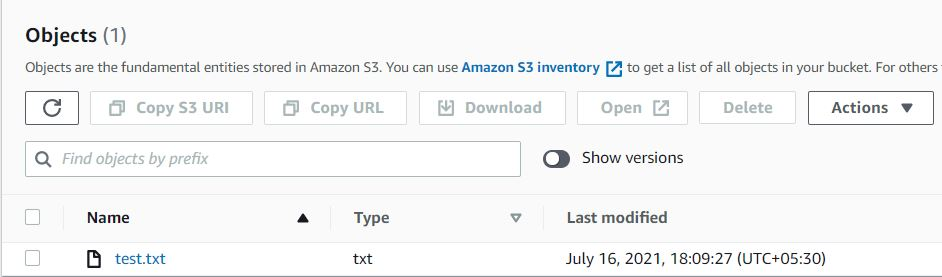 Objects (1)
Objects are the fundamental entities stored in Amazon S3. You can use Amazon S3 inventory to get a list of all objects in your bucket. For others
Copy S3 URI Copy URL Download Open Delete Actions
Find objects by prefix Show versions
Name Type Last modified
test.txt txt July 16, 2021, 18:09:27 (UTC+05:30)